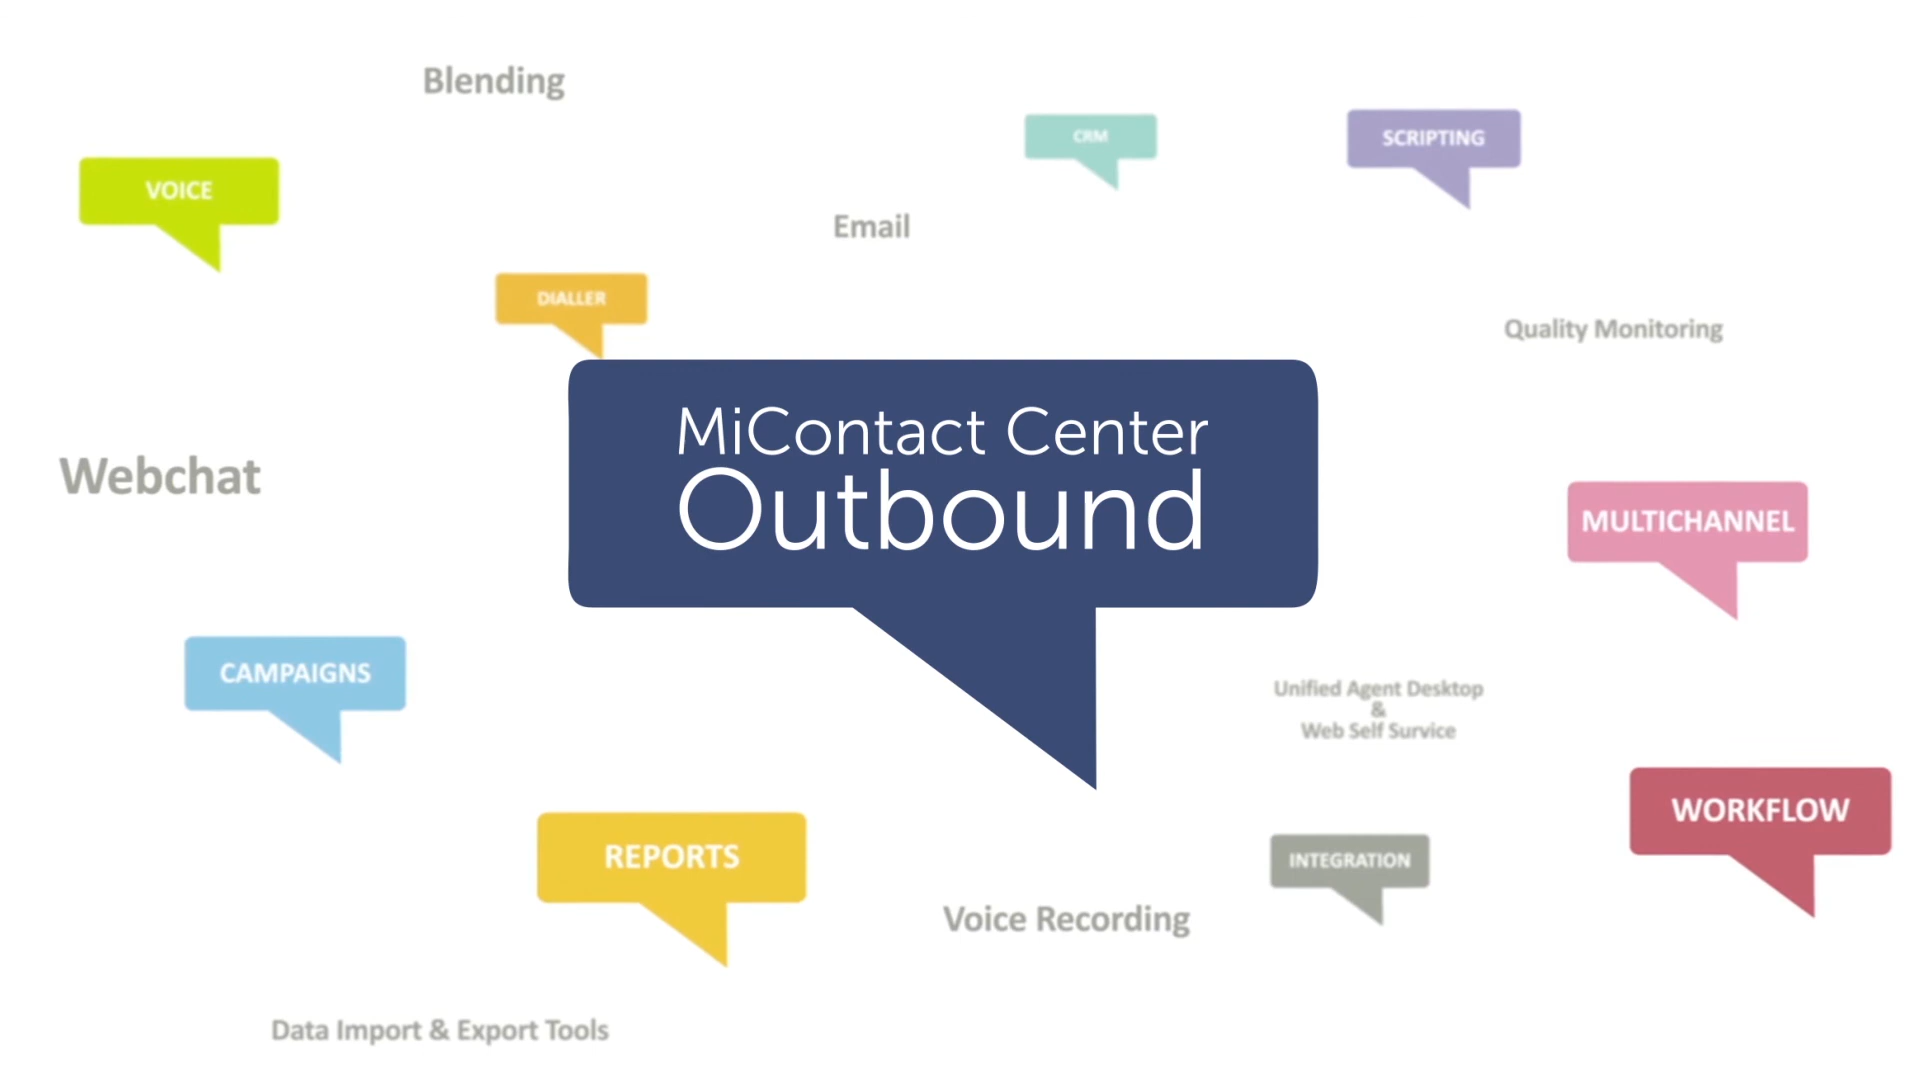 Blending
CRM
SCRIPTING
VOICE
Email
DIALLER
Quality Monitoring
MiContact Center
Outbound
Webchat
MULTICHANNEL
CAMPAIGNS
Unified Agent Desktop
&
Web Self Survice
WORKFLOW
REPORTS
INTEGRATION
Voice Recording
Data Import & Export Tools